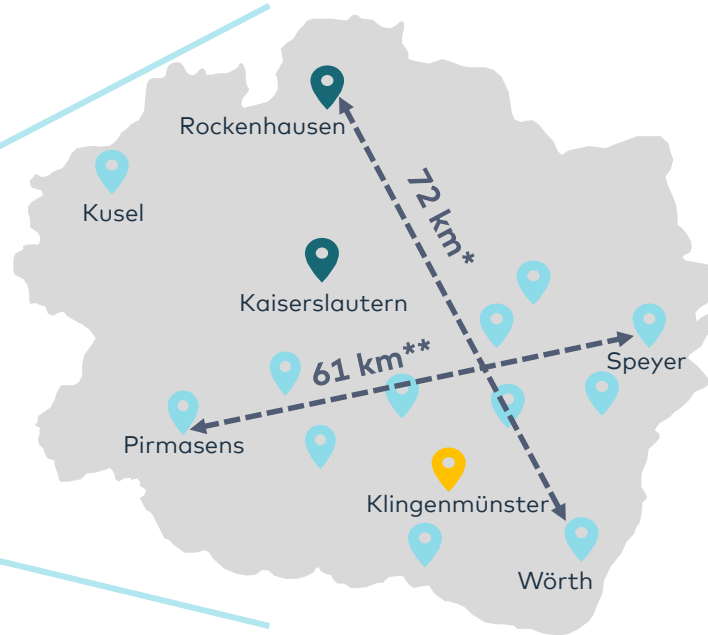 Rockenhausen
72 km*
Kusel
Kaiserslautern
61 km**
Speyer
Pirmasens
Klingenmünster
Wörth